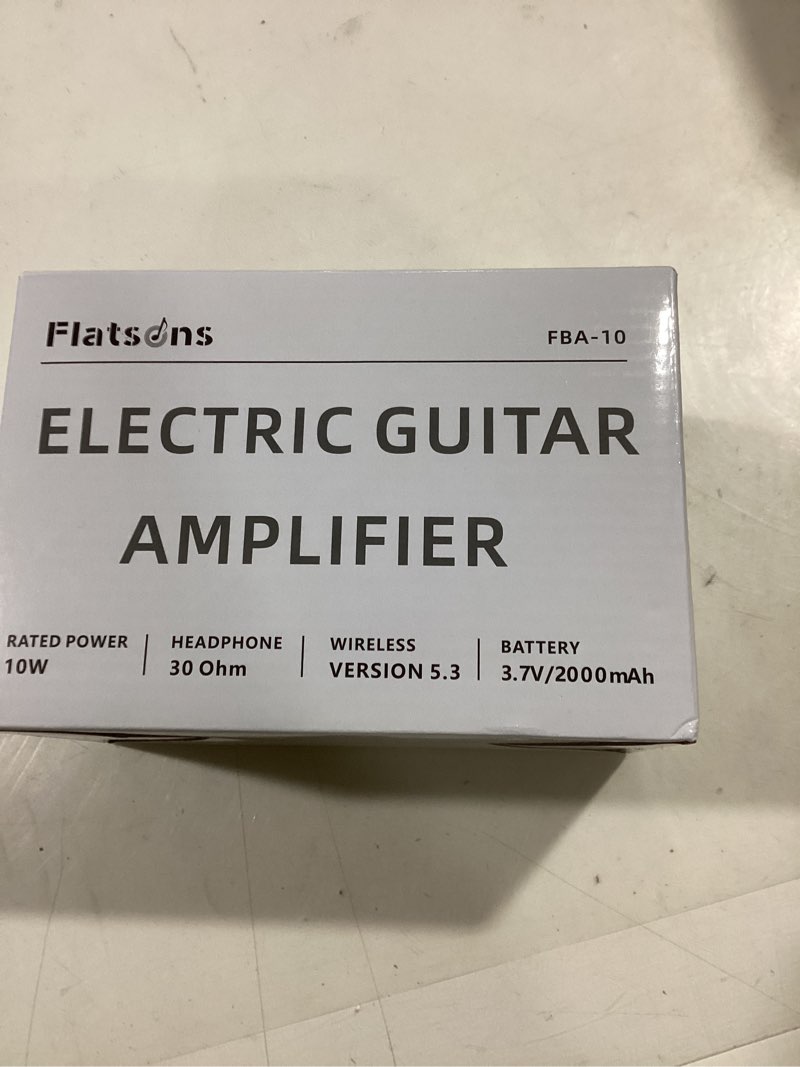 Flatsons
FBA-10
ELECTRIC GUITAR
AMPLIFIER
RATED POWER
10W
HEADPHONE
30 Ohm
WIRELESS
VERSION 5.3
BATTERY
3.7V/2000mAh